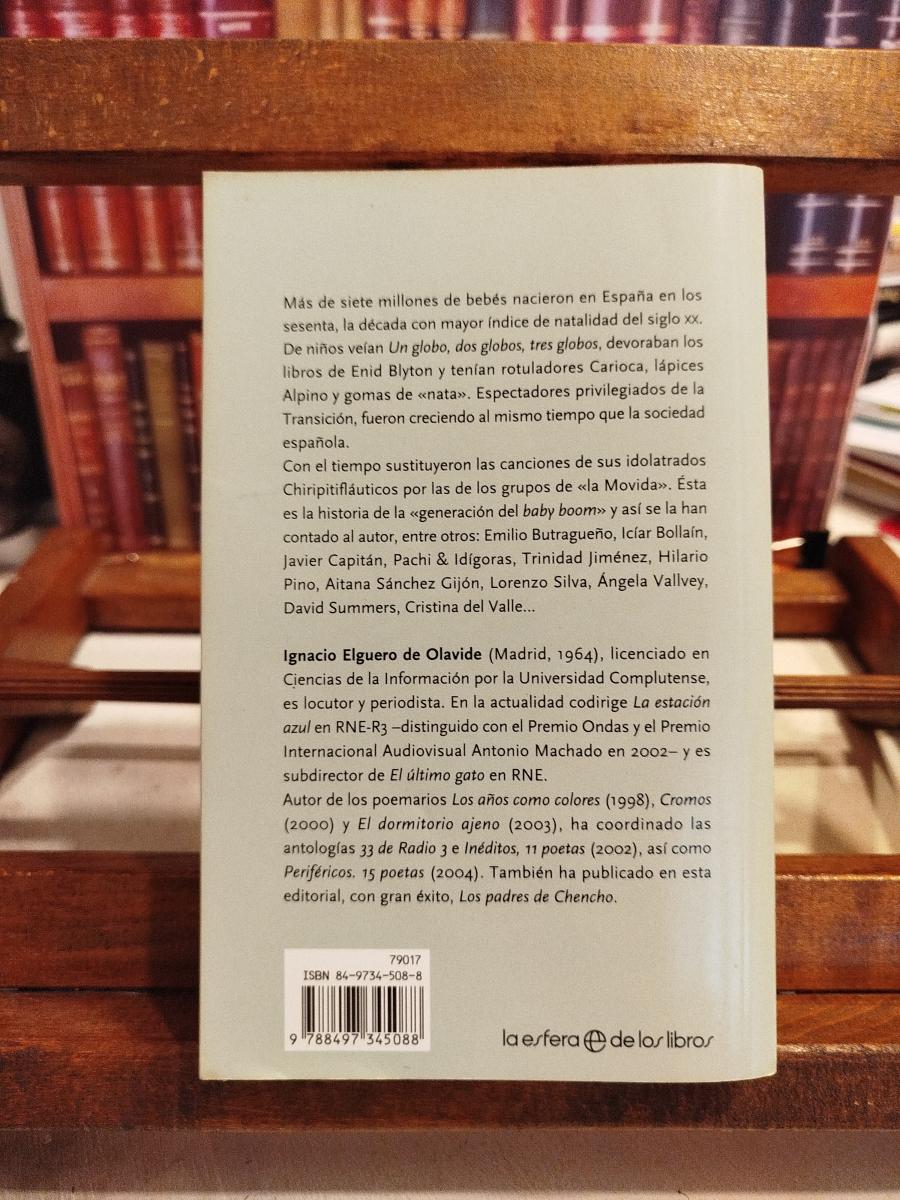 Más de siete millones de bebés nacieron en España en los
sesenta, la década con mayor índice de natalidad del siglo XX.
De niños veían Un globo, dos globos, tres globos, devoraban los
libros de Enid Blyton y tenían rotuladores Carioca, lápices
Alpino y gomas de «nata». Espectadores privilegiados de la
Transición, fueron creciendo al mismo tiempo que la sociedad
española.
Con el tiempo sustituyeron las canciones de sus idolatrados
Chiripitifláuticos por las de los grupos de «la Movida». Ésta
es la historia de la «generación del baby boom» y así se la han
contado al autor, entre otros: Emilio Butragueño, Icíar Bollaín,
Javier Capitán, Pachi & Idígoras, Trinidad Jiménez, Hilario
Pino, Aitana Sánchez Gijón, Lorenzo Silva, Ángela Vallvey,
David Summers, Cristina del Valle...
Ignacio Elguero de Olavide (Madrid, 1964), licenciado en
Ciencias de la Información por la Universidad Complutense,
es locutor y periodista. En la actualidad codirige La estación
azul en RNE-R3 –distinguido con el Premio Ondas y el Premio
Internacional Audiovisual Antonio Machado en 2002– y es
subdirector de El último gato en RNE.
Autor de los poemarios Los años como colores (1998), Cromos
(2000) y El dormitorio ajeno (2003), ha coordinado las
antologías 33 de Radio 3 e Inéditos, 11 poetas (2002), así como
Periféricos. 15 poetas (2004). También ha publicado en esta
editorial, con gran éxito, Los padres de Chencho.
79017
ISBN 84-9734-508-8
9 788497 345088
la esfera de los libros